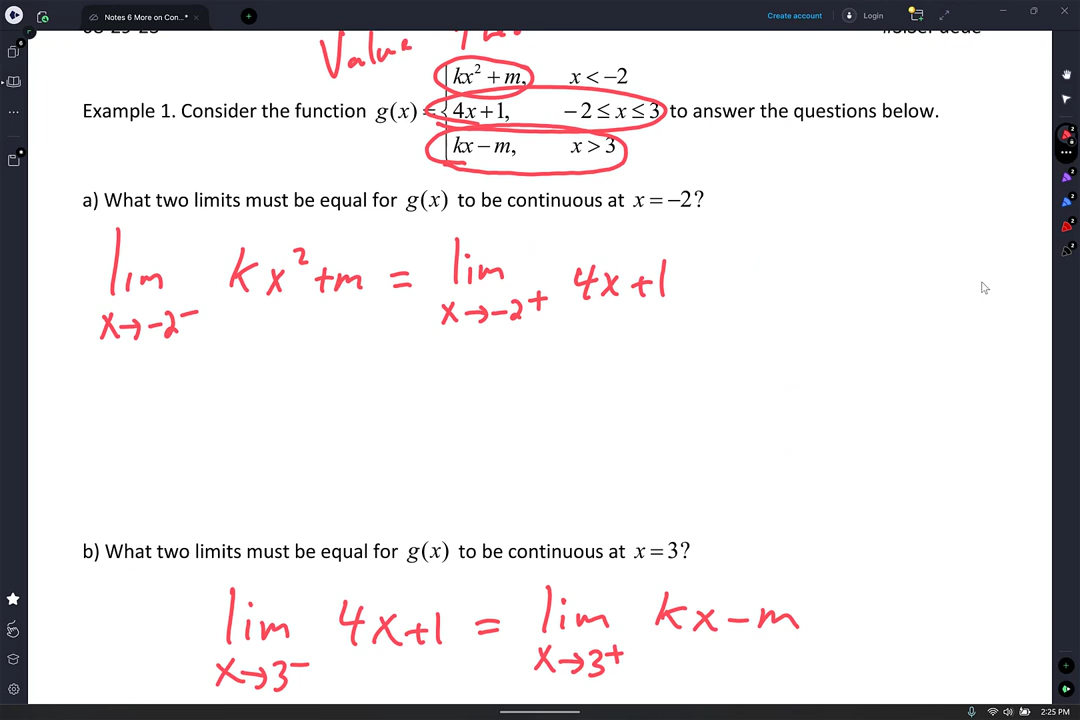 Notes 6 More on Con...*
Create account
Login
Value
Example 1. Consider the function g(x) = { kx² + m, x < −2
4x + 1, −2 ≤ x ≤ 3
kx − m, x > 3 to answer the questions below.
a) What two limits must be equal for g(x) to be continuous at x = −2?
lim x→−2⁻ kx² + m = lim x→−2⁺ 4x + 1
b) What two limits must be equal for g(x) to be continuous at x = 3?
lim x→3⁻ 4x + 1 = lim x→3⁺ kx − m
2:25 PM